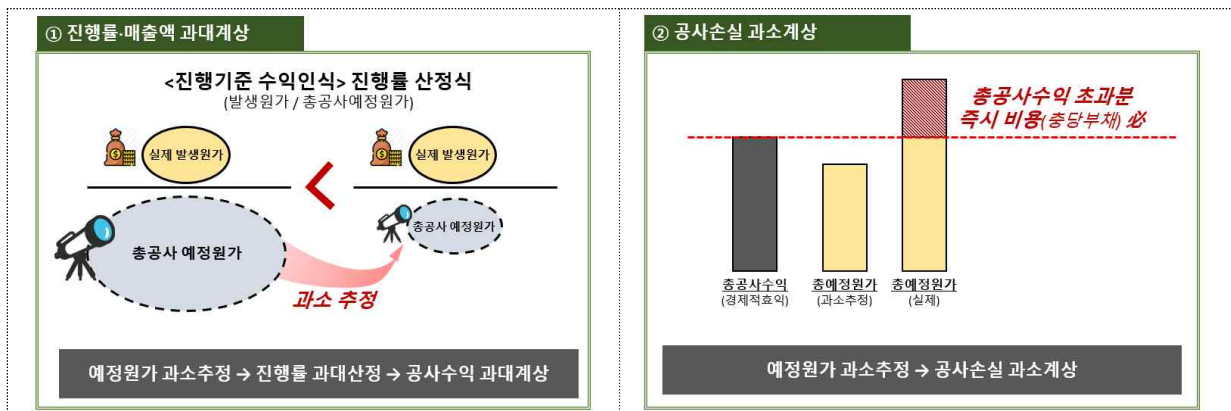 ① 진행률·매출액 과대계상
<진행기준 수익인식> 진행률 산정식
(발생원가 / 총공사예정원가)
실제 발생원가
실제 발생원가
<
총공사 예정원가
총공사 예정원가
과소 추정
예정원가 과소추정 → 진행률 과대산정 → 공사수익 과대계상
② 공사손실 과소계상
총공사수익 초과분
즉시 비용(충당부채) 必
총공사수익
(경제적효익)
총예정원가
(과소추정)
총예정원가
(실제)
예정원가 과소추정 → 공사손실 과소계상